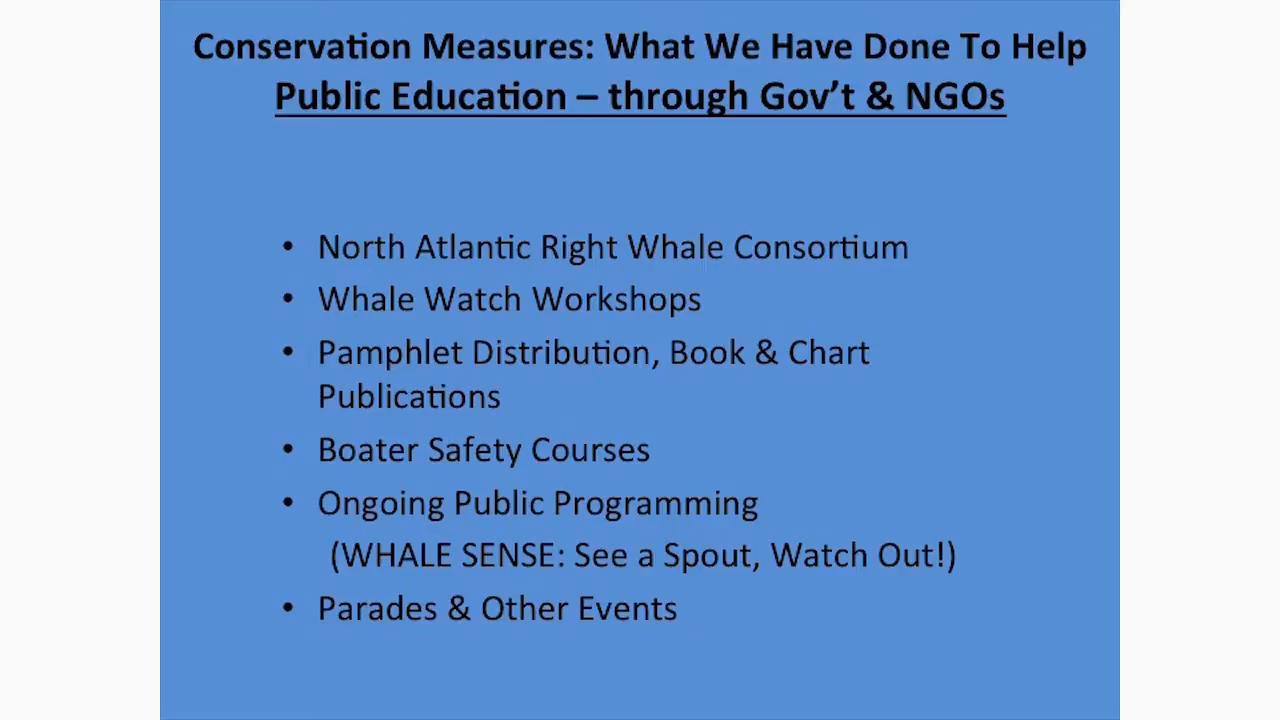 Conservation Measures: What We Have Done To Help
Public Education – through Gov’t & NGOs
• North Atlantic Right Whale Consortium
• Whale Watch Workshops
• Pamphlet Distribution, Book & Chart
Publications
• Boater Safety Courses
• Ongoing Public Programming
(WHALE SENSE: See a Spout, Watch Out!)
• Parades & Other Events